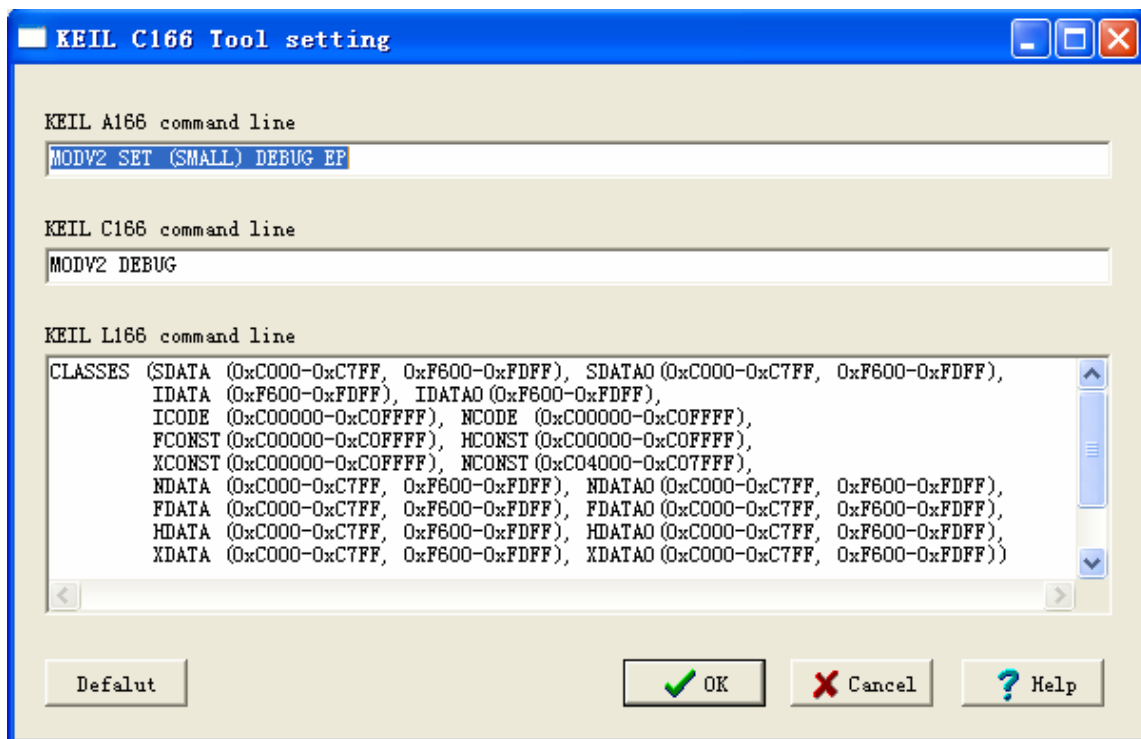 KEIL C166 Tool setting
KEIL A166 command line
MODV2 SET (SMALL) DEBUG EP
KEIL C166 command line
MODV2 DEBUG
KEIL L166 command line
CLASSES (SDATA (0xC000-0xC7FF, 0xF600-0xFDFF), SDATA0(0xC000-0xC7FF, 0xF600-0xFDFF),
IDATA (0xF600-0xFDFF), IDATA0(0xF600-0xFDFF),
ICODE (0xC00000-0xC0FFFF), NCODE (0xC00000-0xC0FFFF),
FCONST(0xC00000-0xC0FFFF), HCONST(0xC00000-0xC0FFFF),
XCONST(0xC00000-0xC0FFFF), NCONST(0xC04000-0xC07FFF),
NDATA (0xC000-0xC7FF, 0xF600-0xFDFF), NDATA0(0xC000-0xC7FF, 0xF600-0xFDFF),
FDATA (0xC000-0xC7FF, 0xF600-0xFDFF), FDATA0(0xC000-0xC7FF, 0xF600-0xFDFF),
HDATA (0xC000-0xC7FF, 0xF600-0xFDFF), HDATA0(0xC000-0xC7FF, 0xF600-0xFDFF),
XDATA (0xC000-0xC7FF, 0xF600-0xFDFF), XDATA0(0xC000-0xC7FF, 0xF600-0xFDFF))
Defalut OK Cancel Help